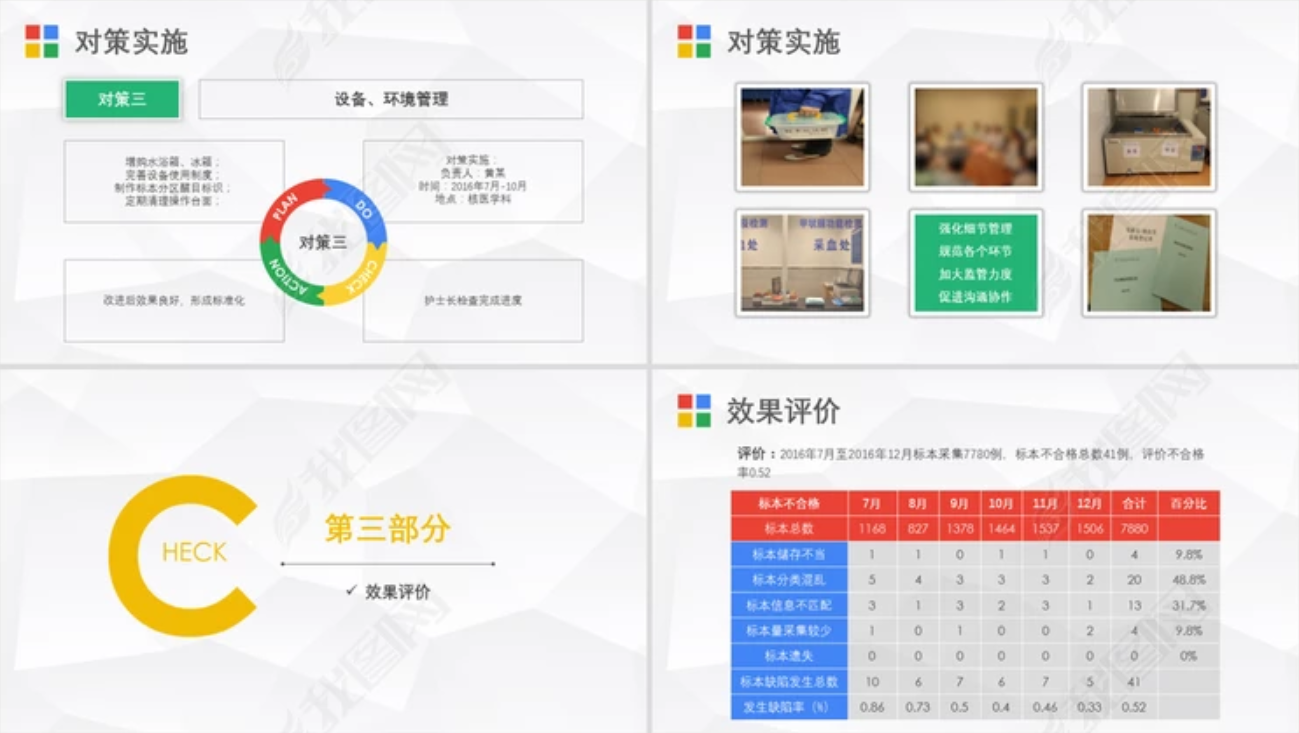 对策实施
对策三
设备、环境管理
增购水浴箱、冰箱；
完善设备使用制度；
制作标本分区醒目标识；
定期清理操作台面；
对策实施：
负责人：黄某
时间：2016年7月-10月
地点：核医学科
PLAN
DO
CHECK
ACTION
对策三
改进后效果良好，形成标准化
护士长检查完成进度
对策实施
采血处
强化细节管理
规范各个环节
加大监管力度
促进沟通协作
CHECK
第三部分
✓ 效果评价
效果评价
评价：2016年7月至2016年12月标本采集7780例，标本不合格总数41例，评价不合格
率0.52
标本不合格 7月 8月 9月 10月 11月 12月 合计 百分比
标本总数 1168 827 1378 1464 1537 1506 7880
标本储存不当 1 1 0 1 1 0 4 9.8%
标本分类混乱 5 4 3 3 3 2 20 48.8%
标本信息不匹配 3 1 3 2 3 1 13 31.7%
标本量采集较少 1 0 1 0 0 2 4 9.8%
标本遗失 0 0 0 0 0 0 0 0%
标本缺陷发生总数 10 6 7 6 7 5 41
发生缺陷率（%） 0.86 0.73 0.5 0.4 0.46 0.33 0.52
我图网